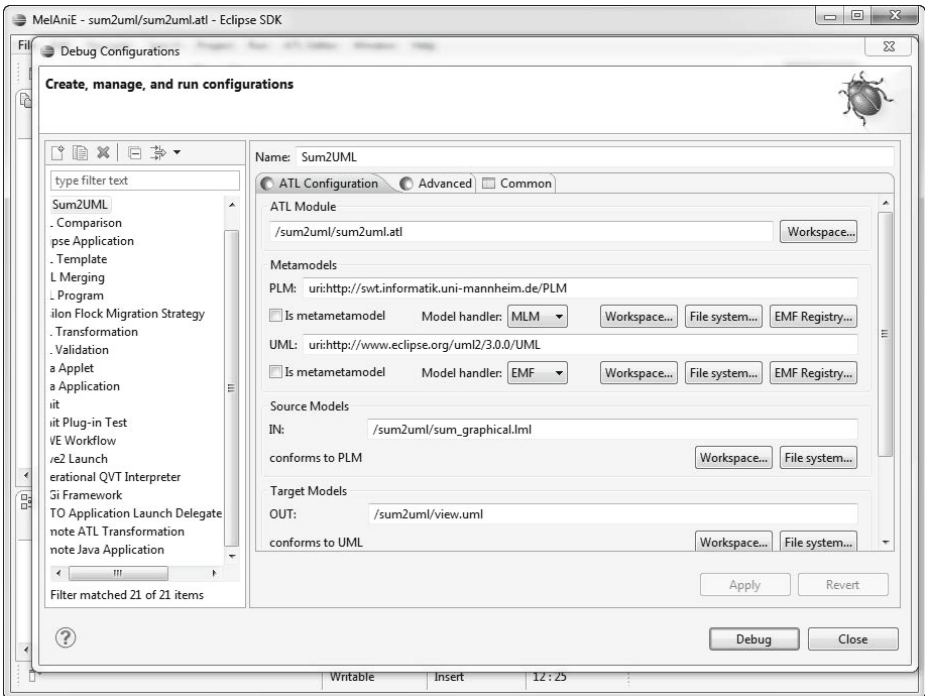 MelAniE - sum2uml/sum2uml.atl - Eclipse SDK
Debug Configurations
Create, manage, and run configurations
type filter text
Sum2UML
. Comparison
pse Application
. Template
L Merging
. Program
ilon Flock Migration Strategy
. Transformation
. Validation
a Applet
a Application
it
it Plug-in Test
VE Workflow
ve2 Launch
erational QVT Interpreter
Gi Framework
TO Application Launch Delegate
note ATL Transformation
note Java Application
Filter matched 21 of 21 items
Name: Sum2UML
ATL Configuration Advanced Common
ATL Module
/sum2uml/sum2uml.atl Workspace...
Metamodels
PLM: uri:http://swt.informatik.uni-mannheim.de/PLM
Is metametamodel Model handler: MLM Workspace... File system... EMF Registry...
UML: uri:http://www.eclipse.org/uml2/3.0.0/UML
Is metametamodel Model handler: EMF Workspace... File system... EMF Registry...
Source Models
IN: /sum2uml/sum_graphical.lml
conforms to PLM Workspace... File system...
Target Models
OUT: /sum2uml/view.uml
conforms to UML Workspace... File system...
Apply Revert
Debug Close
Writable Insert 12 : 25